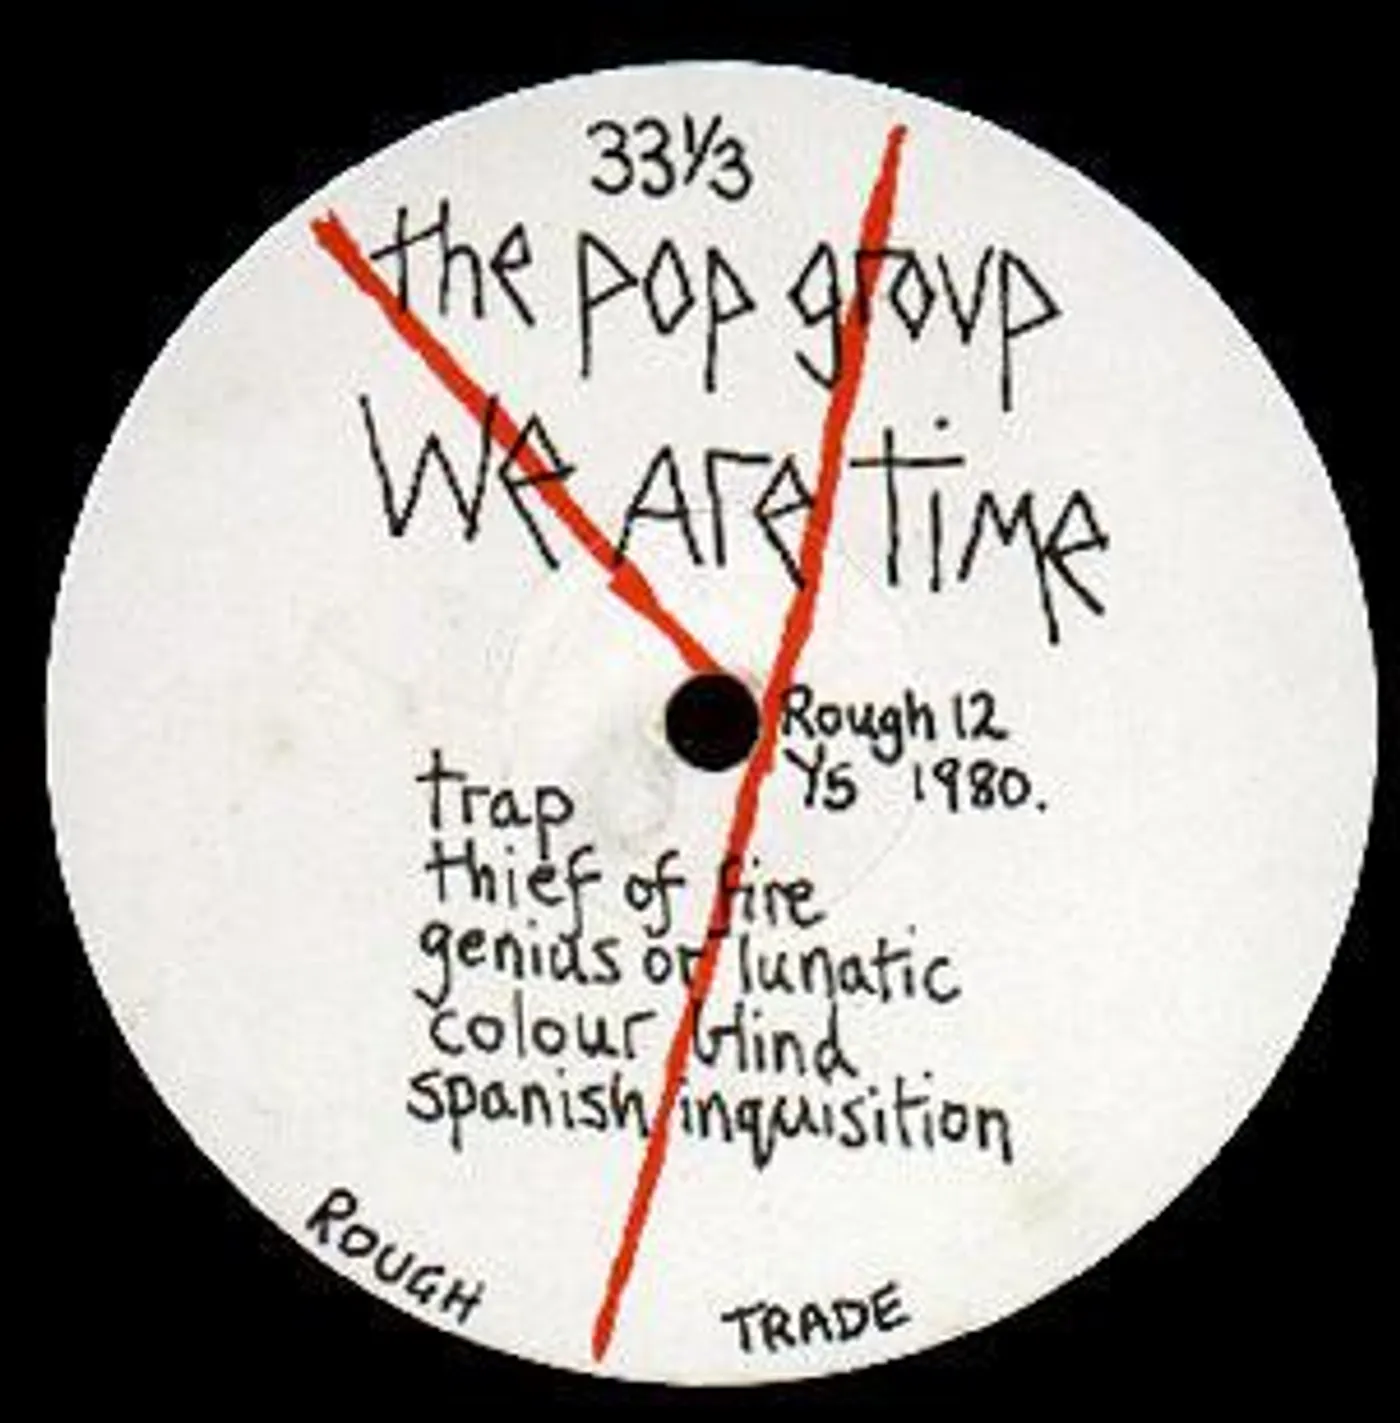 33⅓
the pop group
We Are Time
Rough 12
Y5 1980.
trap
thief of fire
genius or lunatic
colour blind
spanish inquisition
ROUGH TRADE